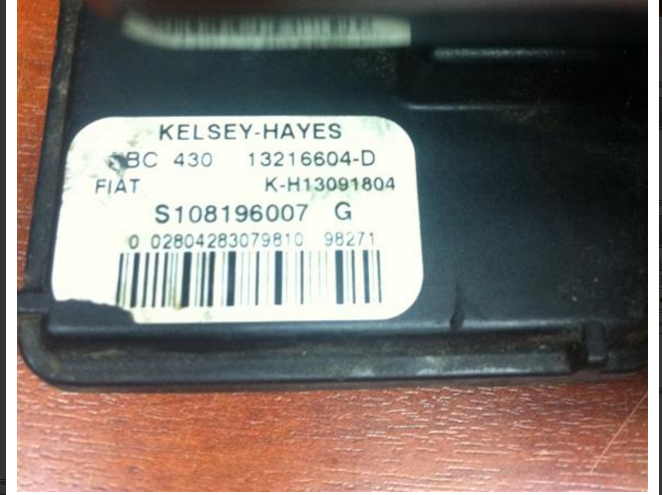 KELSEY-HAYES
BC 430 13216604-D
FIAT K-H13091804
S108196007 G
0 02804283079810 98271